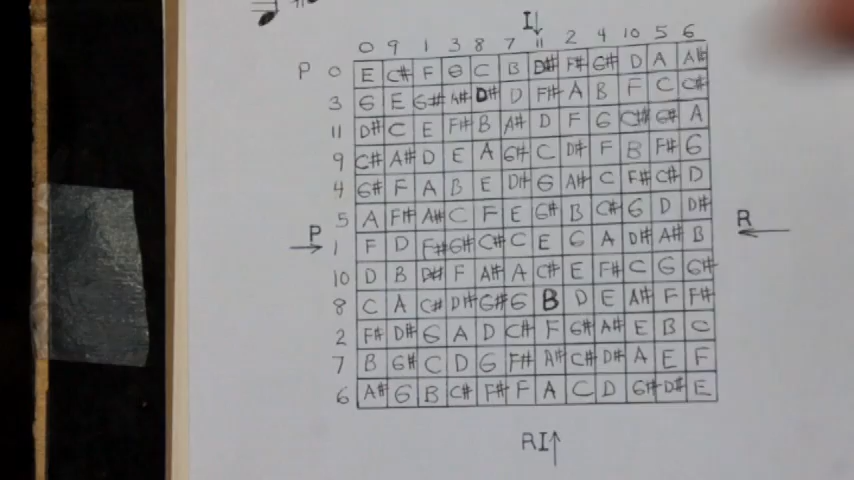 I↓
0 9 1 3 8 7 11 2 4 10 5 6
P 0 E C# F G C B D# F# G# D A A#
3 G E G# A# D# D F# A B F C C#
11 D# C E F# B A# D F G C# G# A
9 C# A# D E A G# C D# F B F# G
4 G# F A B E D# G A# C F# C# D
5 A F# A# C F E G# B C# G D D#
P → 1 F D F# G# C# C E G A D# A# B R ←
10 D B D# F A# A C# E F# C G G#
8 C A C# D# G# G B D E A# F F#
2 F# D# G A D C# F G# A# E B C
7 B G# C D G F# A# C# D# A E F
6 A# G B C# F# F A C D G# D# E
RI↑